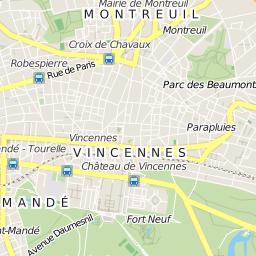 Mairie de Montreuil
MONTREUIL
Montreuil
Croix de Chavaux
Robespierre
Rue de Paris
Parc des Beaumont
Parapluies
Vincennes
ndé - Tourelle
VINCENNES
Château de Vincennes
MANDÉ
Fort Neuf
Avenue Daumesnil
nt-Mandé